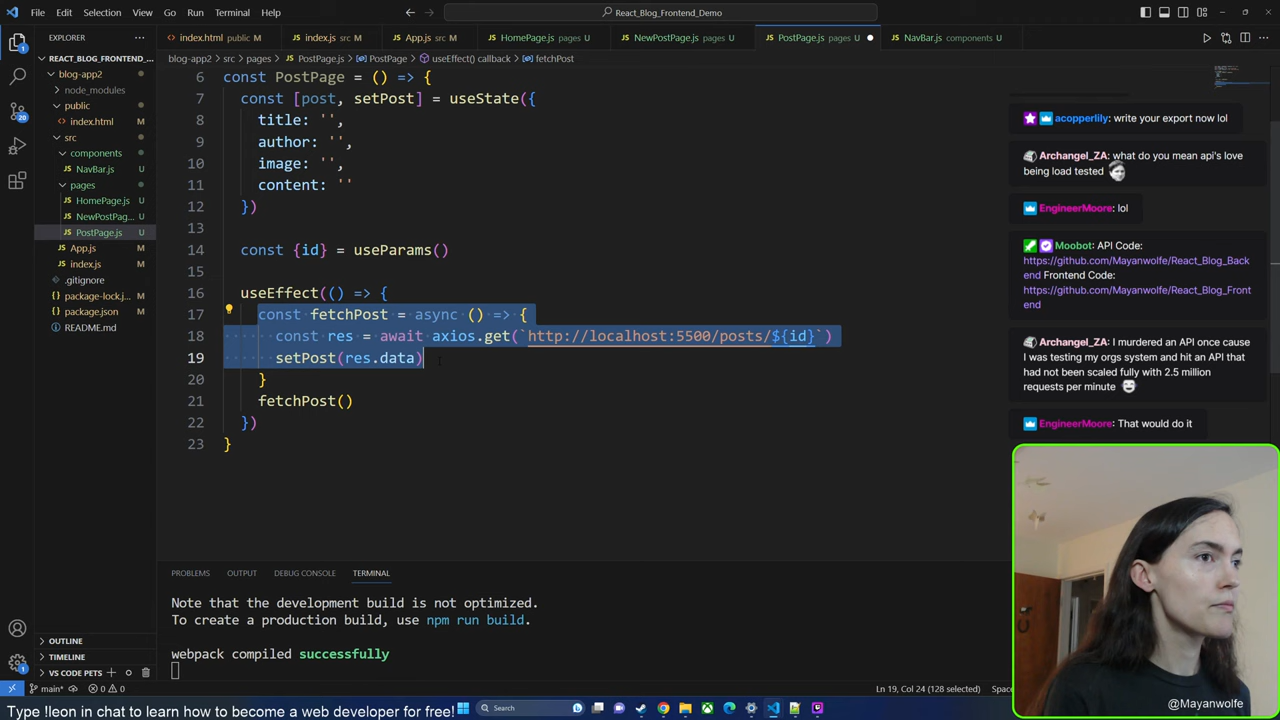 File Edit Selection View Go Run Terminal Help
React_Blog_Frontend_Demo
EXPLORER
REACT_BLOG_FRONTEND_...
blog-app2
node_modules
public
index.html U
src
components
NavBar.js U
pages
HomePage.js U
NewPostPag... U
PostPage.js U
App.js U
index.js U
.gitignore
package-lock.j... U
package.json U
README.md U
OUTLINE
TIMELINE
VS CODE PETS
index.html public M
index.js src M
App.js src M
HomePage.js pages U
NewPostPage.js pages U
PostPage.js pages U
NavBar.js components U
blog-app2 > src > pages > JS PostPage.js > PostPage > useEffect() callback > fetchPost
6 const PostPage = () => {
7 const [post, setPost] = useState({
8 title: '',
9 author: '',
10 image: '',
11 content: ''
12 })
13
14 const {id} = useParams()
15
16 useEffect(() => {
17 const fetchPost = async () => {
18 const res = await axios.get(`http://localhost:5500/posts/${id}`)
19 setPost(res.data)
20 }
21 fetchPost()
22 })
23 }
PROBLEMS OUTPUT DEBUG CONSOLE TERMINAL
Note that the development build is not optimized.
To create a production build, use npm run build.
webpack compiled successfully
main* 0 0
Ln 19, Col 24 (128 selected)
acopperlily: write your export now lol
Archangel_ZA: what do you mean api's love
being load tested
EngineerMoore: lol
Moobot: API Code:
https://github.com/Mayanwolfe/React_Blog_Back
end Frontend Code:
https://github.com/Mayanwolfe/React_Blog_Front
end
Archangel_ZA: I murdered an API once cause
I was testing my orgs system and hit an API that
had not been scaled fully with 2.5 million
requests per minute
EngineerMoore: That would do it
@Mayanwolfe
Type !leon in chat to learn how to become a web developer for free!
Search